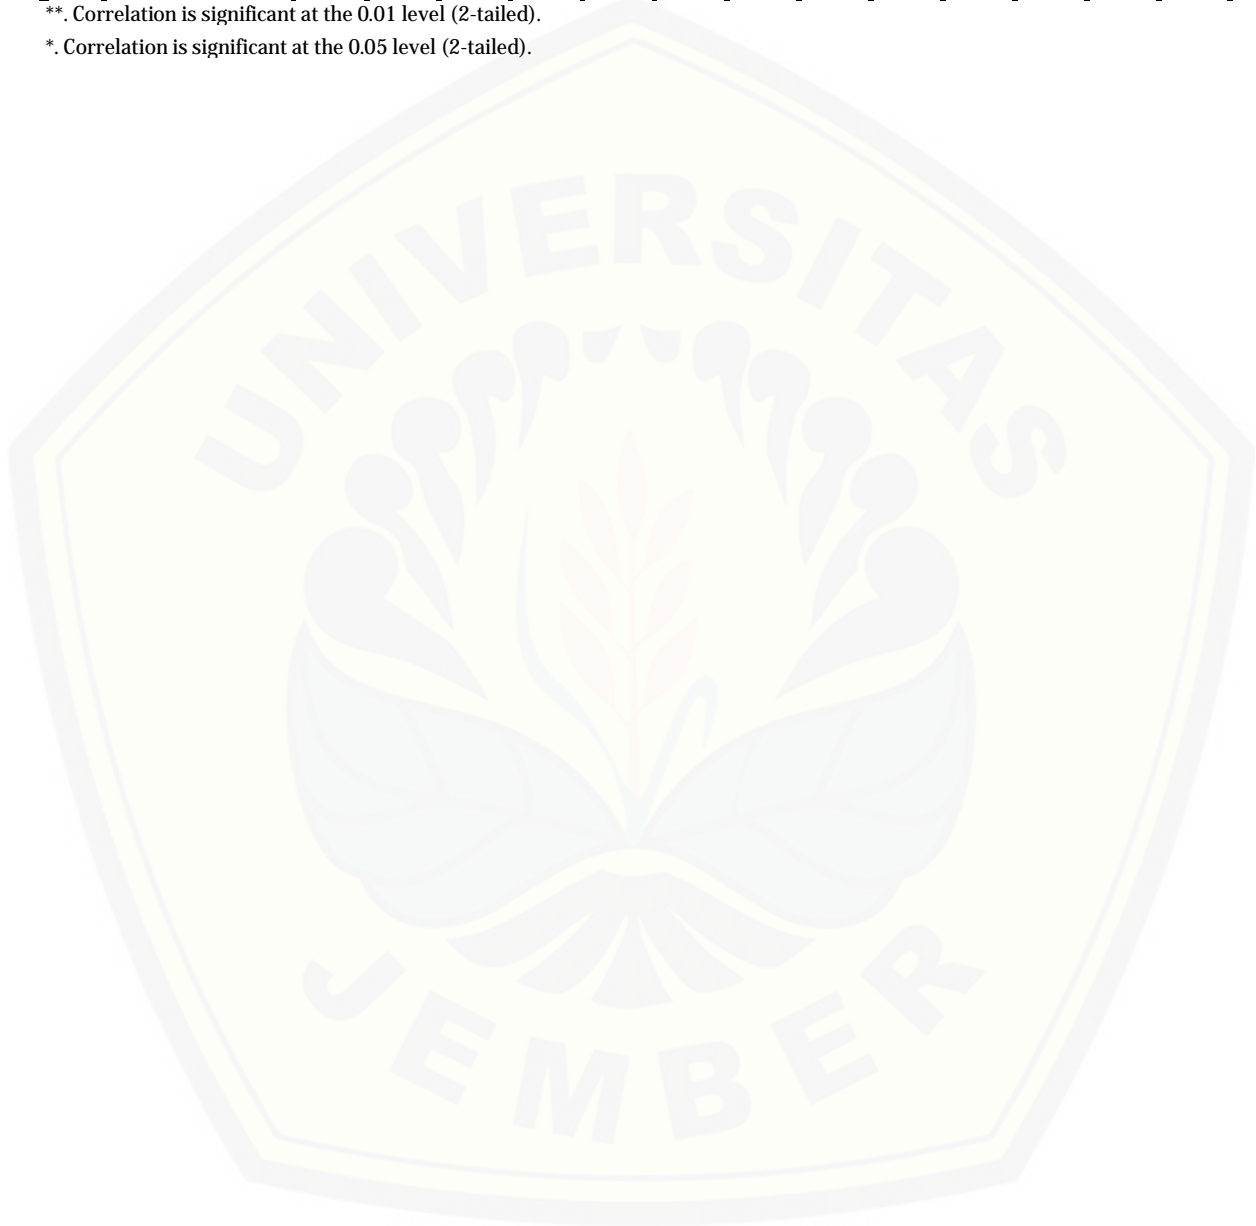 **. Correlation is significant at the 0.01 level (2-tailed).
*. Correlation is significant at the 0.05 level (2-tailed).
UNIVERSITAS
JEMBER